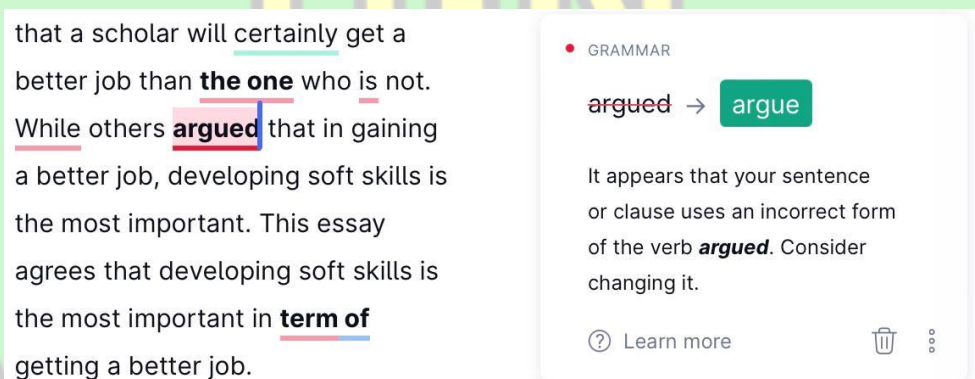 that a scholar will certainly get a
better job than the one who is not.
While others argued that in gaining
a better job, developing soft skills is
the most important. This essay
agrees that developing soft skills is
the most important in term of
getting a better job.
GRAMMAR
argued → argue
It appears that your sentence
or clause uses an incorrect form
of the verb argued. Consider
changing it.
Learn more